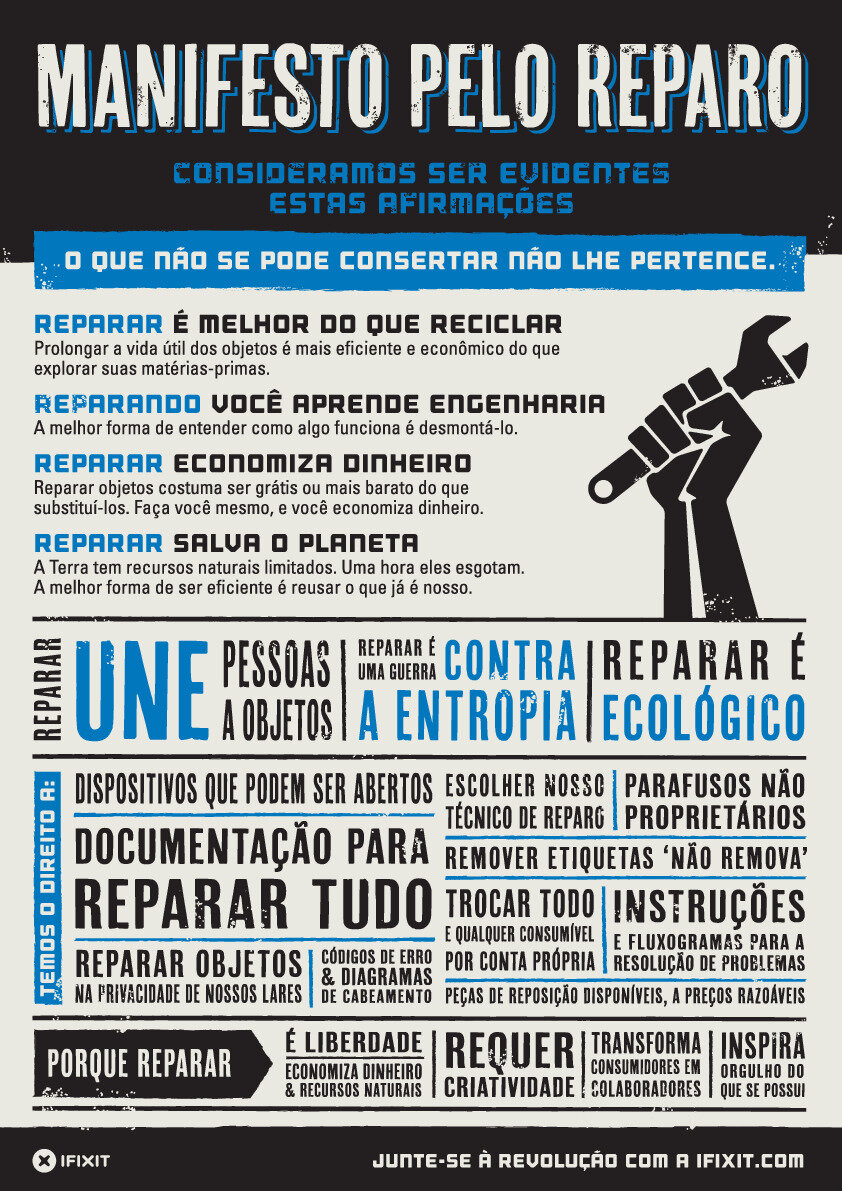 MANIFESTO PELO REPARO
CONSIDERAMOS SER EVIDENTES
ESTAS AFIRMAÇÕES
O QUE NÃO SE PODE CONSERTAR NÃO LHE PERTENCE.
REPARAR É MELHOR DO QUE RECICLAR
Prolongar a vida útil dos objetos é mais eficiente e econômico do que
explorar suas matérias-primas.
REPARANDO VOCÊ APRENDE ENGENHARIA
A melhor forma de entender como algo funciona é desmontá-lo.
REPARAR ECONOMIZA DINHEIRO
Reparar objetos costuma ser grátis ou mais barato do que
substituí-los. Faça você mesmo, e você economiza dinheiro.
REPARAR SALVA O PLANETA
A Terra tem recursos naturais limitados. Uma hora eles esgotam.
A melhor forma de ser eficiente é reusar o que já é nosso.
REPARAR
UNE
PESSOAS
A OBJETOS
REPARAR É
UMA GUERRA
CONTRA
A ENTROPIA
REPARAR É
ECOLÓGICO
TEMOS O DIREITO A:
DISPOSITIVOS QUE PODEM SER ABERTOS
DOCUMENTAÇÃO PARA
REPARAR TUDO
REPARAR OBJETOS
NA PRIVACIDADE DE NOSSOS LARES
CÓDIGOS DE ERRO
& DIAGRAMAS
DE CABEAMENTO
ESCOLHER NOSSO
TÉCNICO DE REPARO
PARAFUSOS NÃO
PROPRIETÁRIOS
REMOVER ETIQUETAS ‘NÃO REMOVA’
TROCAR TODO
E QUALQUER CONSUMÍVEL
POR CONTA PRÓPRIA
INSTRUÇÕES
E FLUXOGRAMAS PARA A
RESOLUÇÃO DE PROBLEMAS
PEÇAS DE REPOSIÇÃO DISPONÍVEIS, A PREÇOS RAZOÁVEIS
PORQUE REPARAR
É LIBERDADE
ECONOMIZA DINHEIRO
& RECURSOS NATURAIS
REQUER
CRIATIVIDADE
TRANSFORMA
CONSUMIDORES EM
COLABORADORES
INSPIRA
ORGULHO DO
QUE SE POSSUI
IFIXIT
JUNTE-SE À REVOLUÇÃO COM A IFIXIT.COM